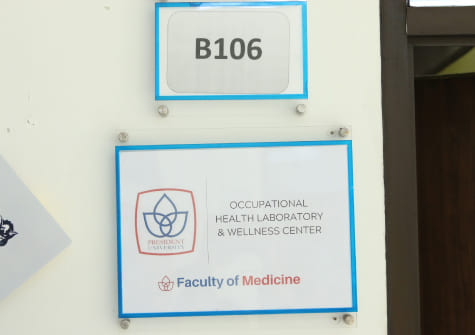 B106
PRESIDENT
UNIVERSITY
OCCUPATIONAL
HEALTH LABORATORY
& WELLNESS CENTER
Faculty of Medicine